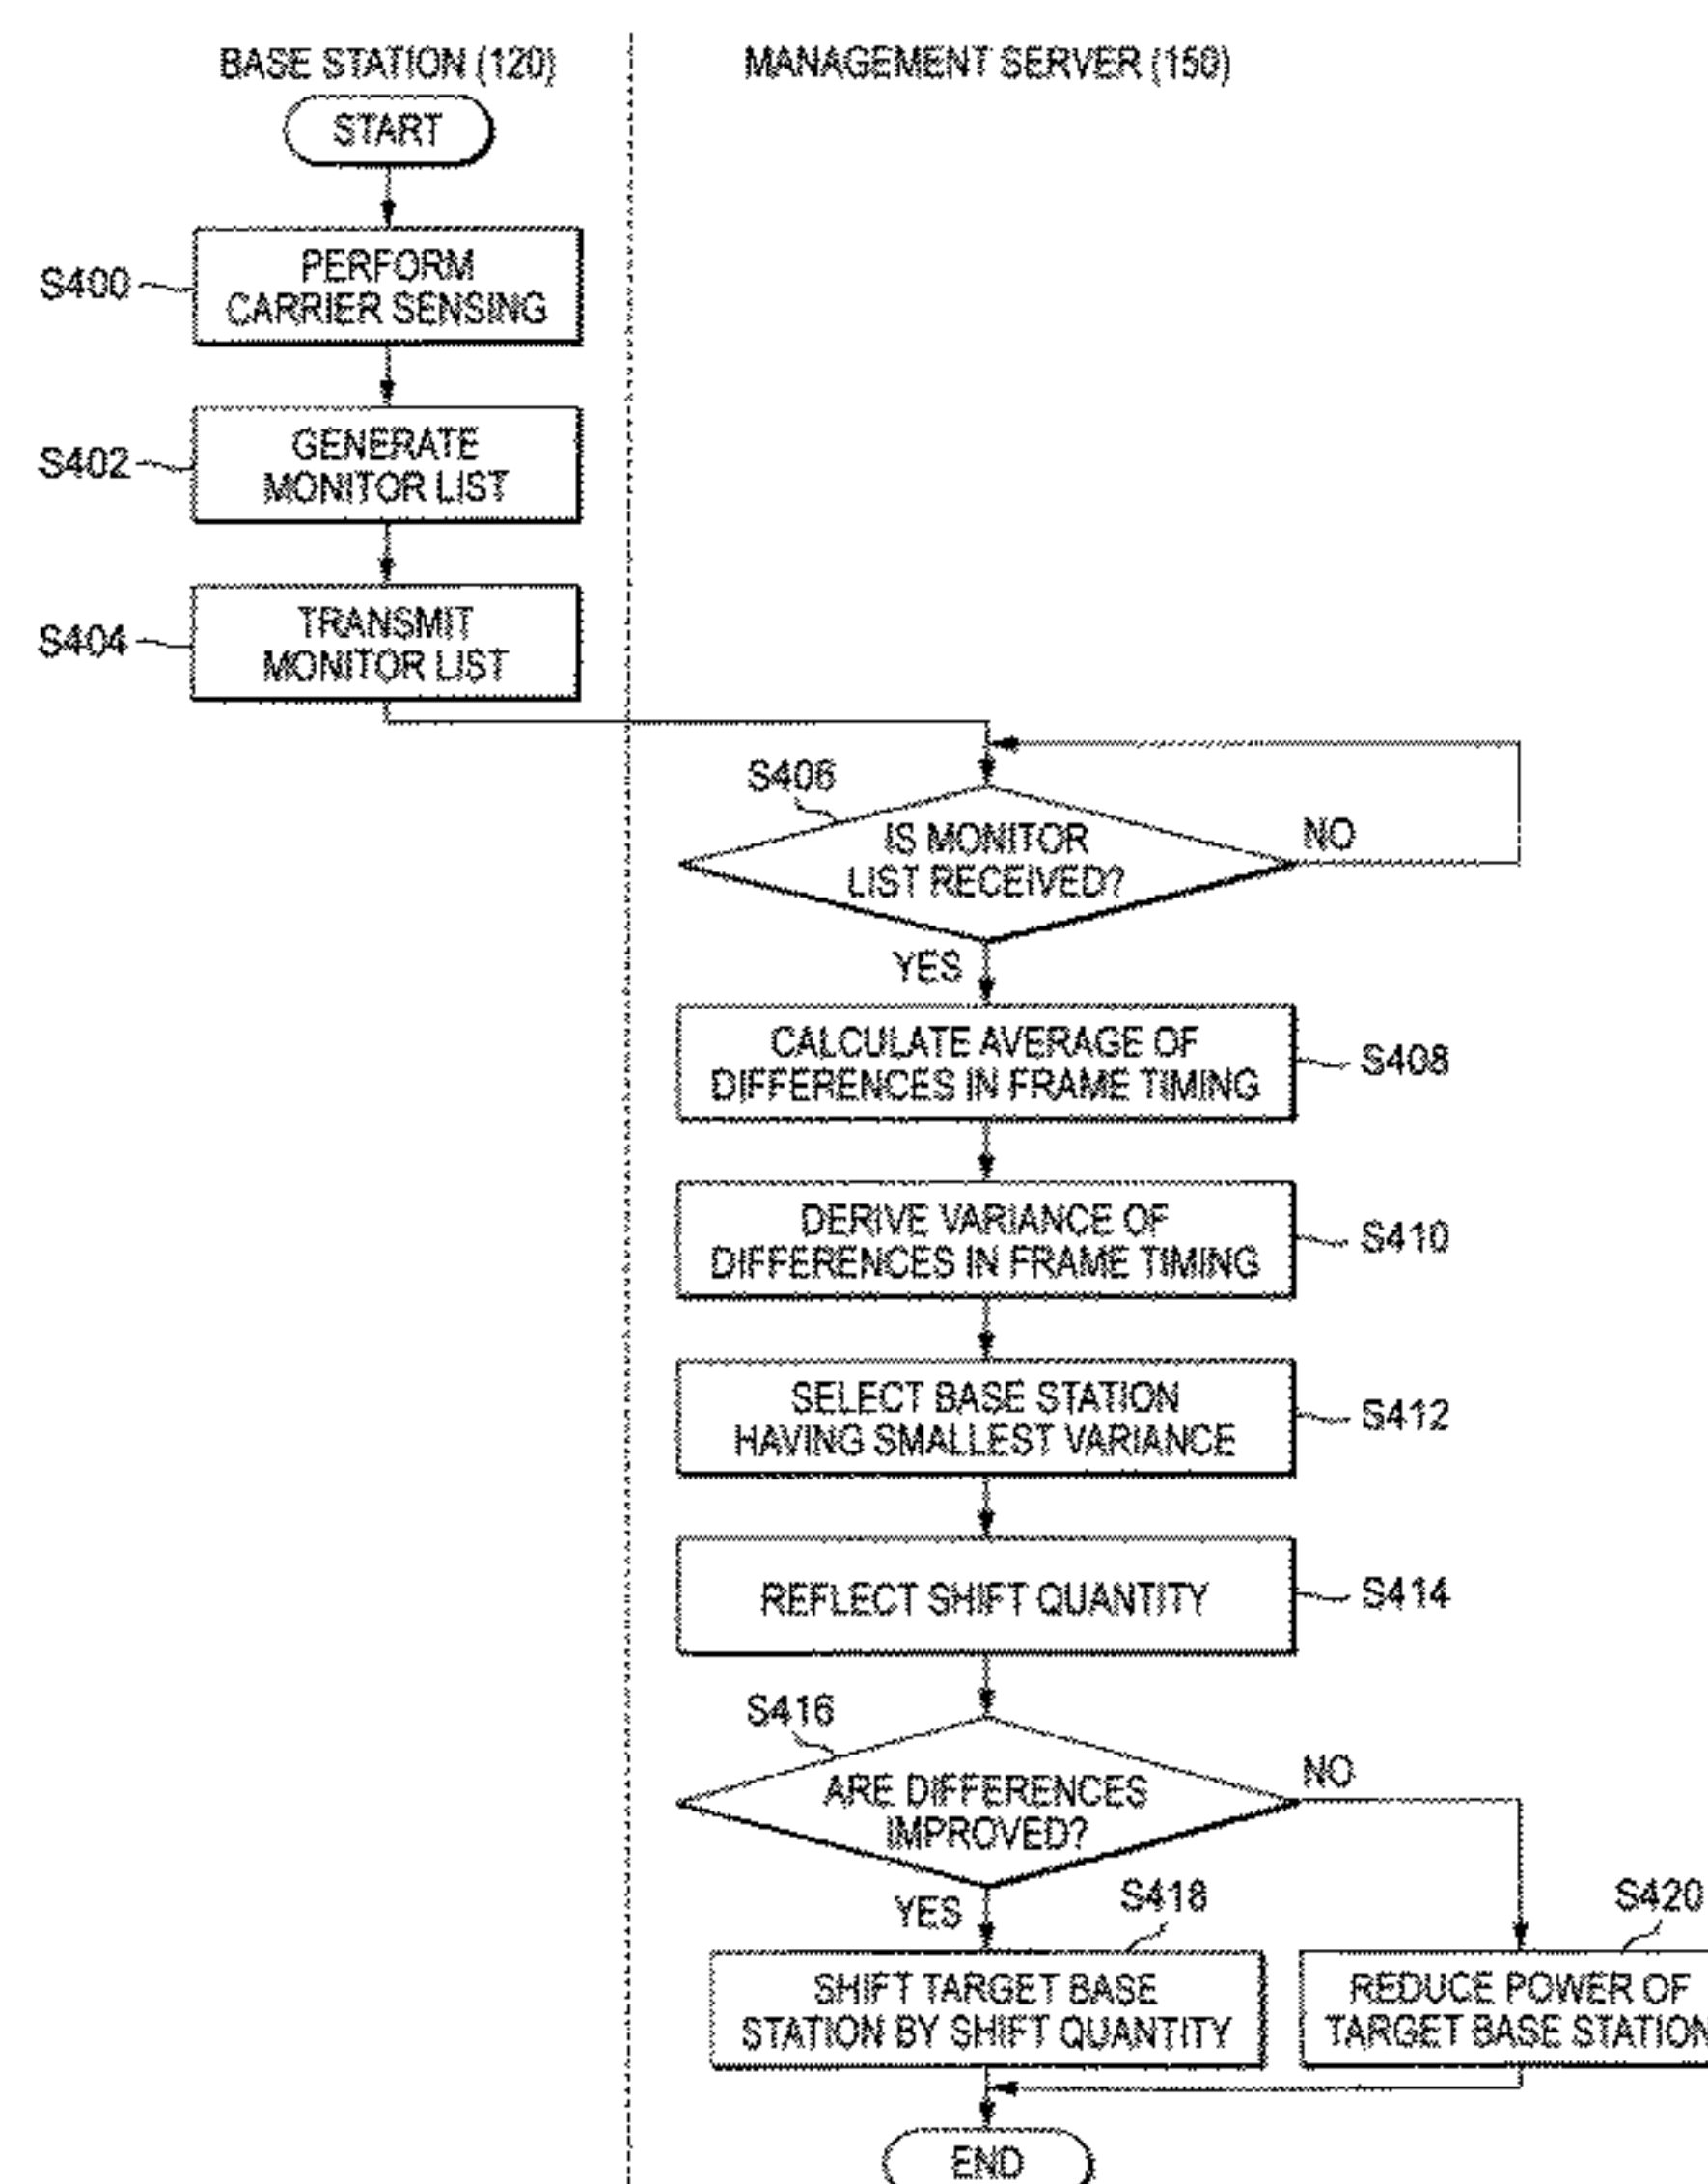 BASE STATION (120)
MANAGEMENT SERVER (150)
START
S400
PERFORM
CARRIER SENSING
S402
GENERATE
MONITOR LIST
S404
TRANSMIT
MONITOR LIST
S406
IS MONITOR
LIST RECEIVED?
NO
YES
CALCULATE AVERAGE OF
DIFFERENCES IN FRAME TIMING
S408
DERIVE VARIANCE OF
DIFFERENCES IN FRAME TIMING
S410
SELECT BASE STATION
HAVING SMALLEST VARIANCE
S412
REFLECT SHIFT QUANTITY
S414
S416
ARE DIFFERENCES
IMPROVED?
NO
YES
S418
S420
SHIFT TARGET BASE
STATION BY SHIFT QUANTITY
REDUCE POWER OF
TARGET BASE STATION
END